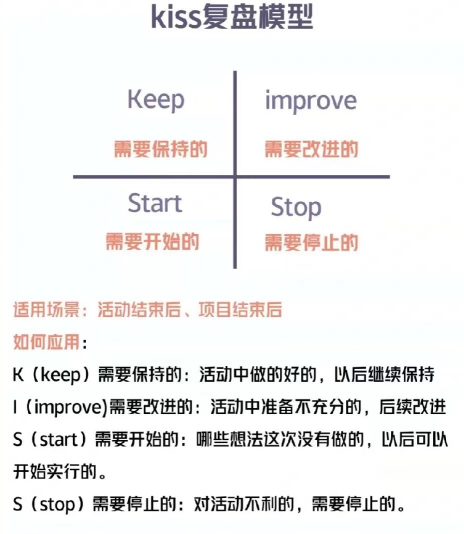 kiss复盘模型
Keep
improve
需要保持的
需要改进的
Start
Stop
需要开始的
需要停止的
适用场景：活动结束后、项目结束后
如何应用：
K（keep）需要保持的：活动中做的好的，以后继续保持
I（improve)需要改进的：活动中准备不充分的，后续改进
S（start）需要开始的：哪些想法这次没有做的，以后可以
开始实行的。
S（stop）需要停止的：对活动不利的，需要停止的。